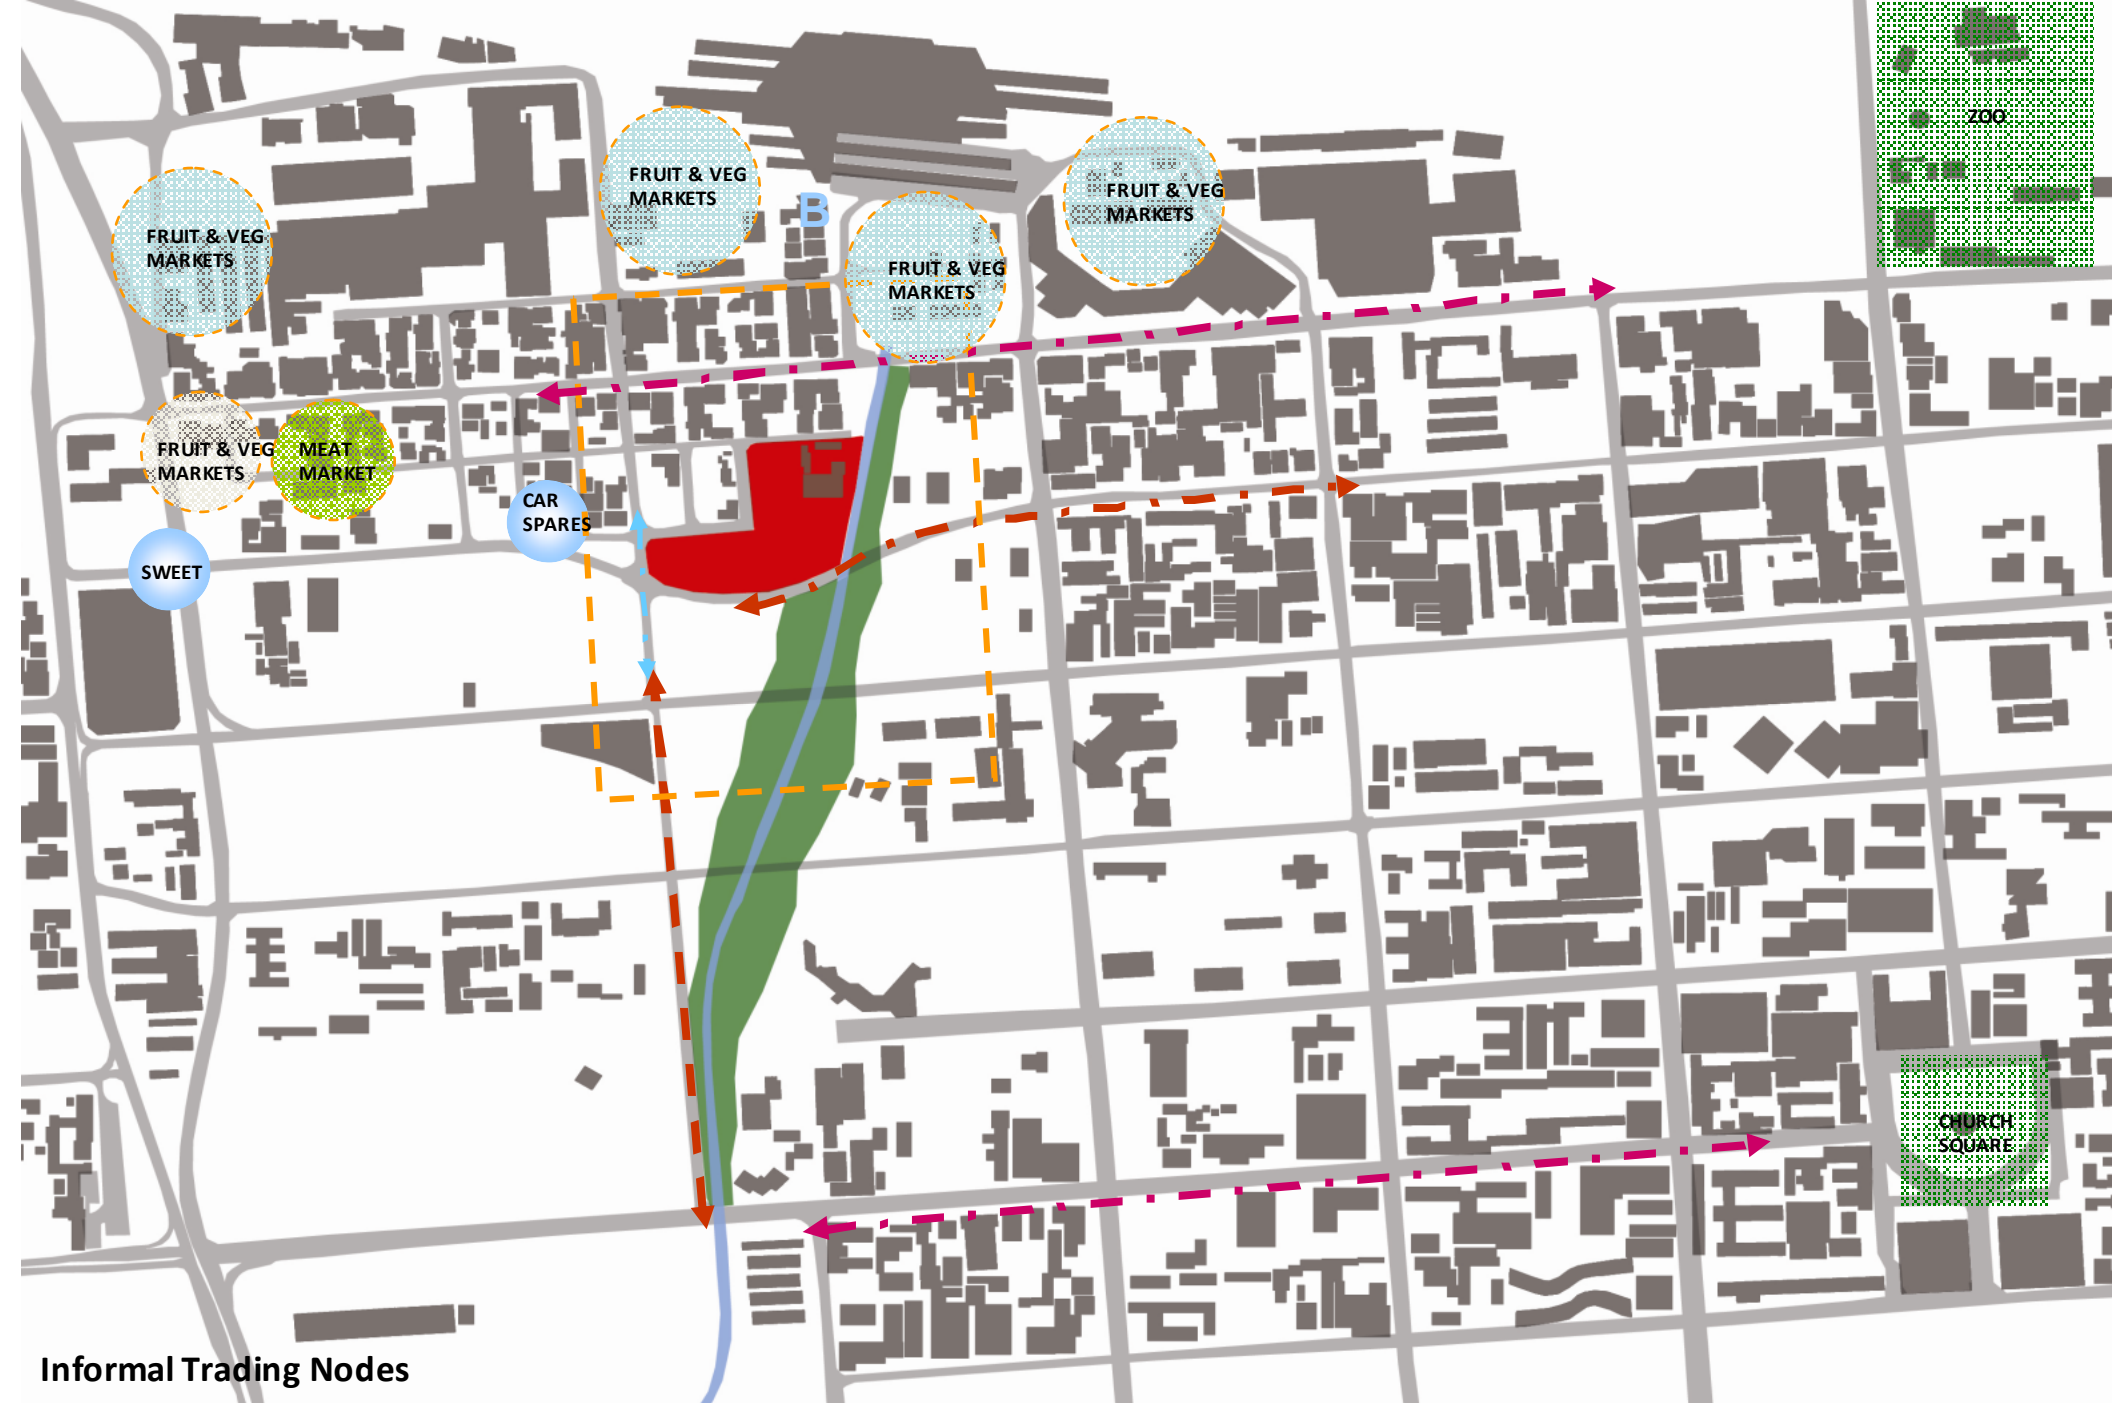 ZOO
FRUIT & VEG
MARKETS
FRUIT & VEG
MARKETS
B
FRUIT & VEG
MARKETS
FRUIT & VEG
MARKETS
FRUIT & VEG
MARKETS
MEAT
MARKET
CAR
SPARES
SWEET
CHURCH
SQUARE
Informal Trading Nodes